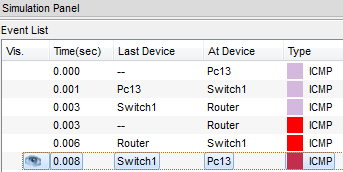 Simulation Panel
Event List
Vis. Time(sec) Last Device At Device Type
0.000 -- Pc13 ICMP
0.001 Pc13 Switch1 ICMP
0.003 Switch1 Router ICMP
0.003 -- Router ICMP
0.006 Router Switch1 ICMP
0.008 Switch1 Pc13 ICMP